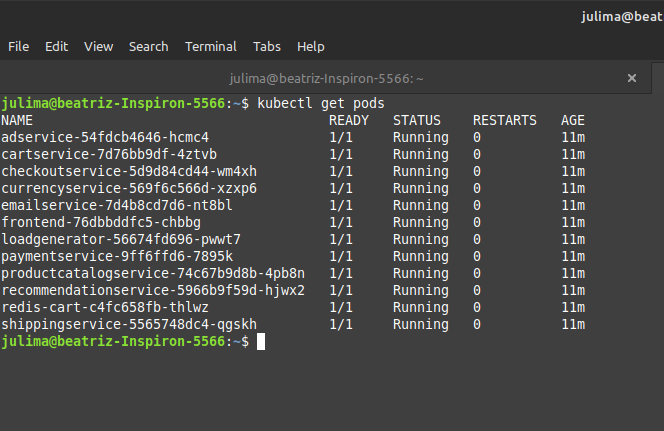 julima@beat
File Edit View Search Terminal Tabs Help
julima@beatriz-Inspiron-5566: ~ ×
julima@beatriz-Inspiron-5566:~$ kubectl get pods
NAME READY STATUS RESTARTS AGE
adservice-54fdcb4646-hcmc4 1/1 Running 0 11m
cartservice-7d76bb9df-4ztvb 1/1 Running 0 11m
checkoutservice-5d9d84cd44-wm4xh 1/1 Running 0 11m
currencyservice-569f6c566d-xzxp6 1/1 Running 0 11m
emailservice-7d4b8cd7d6-nt8bl 1/1 Running 0 11m
frontend-76dbbddfc5-chbbg 1/1 Running 0 11m
loadgenerator-56674fd696-pwwt7 1/1 Running 0 11m
paymentservice-9ff6ffd6-7895k 1/1 Running 0 11m
productcatalogservice-74c67b9d8b-4pb8n 1/1 Running 0 11m
recommendationservice-5966b9f59d-hjwx2 1/1 Running 0 11m
redis-cart-c4fc658fb-thlwz 1/1 Running 0 11m
shippingservice-5565748dc4-qgskh 1/1 Running 0 11m
julima@beatriz-Inspiron-5566:~$